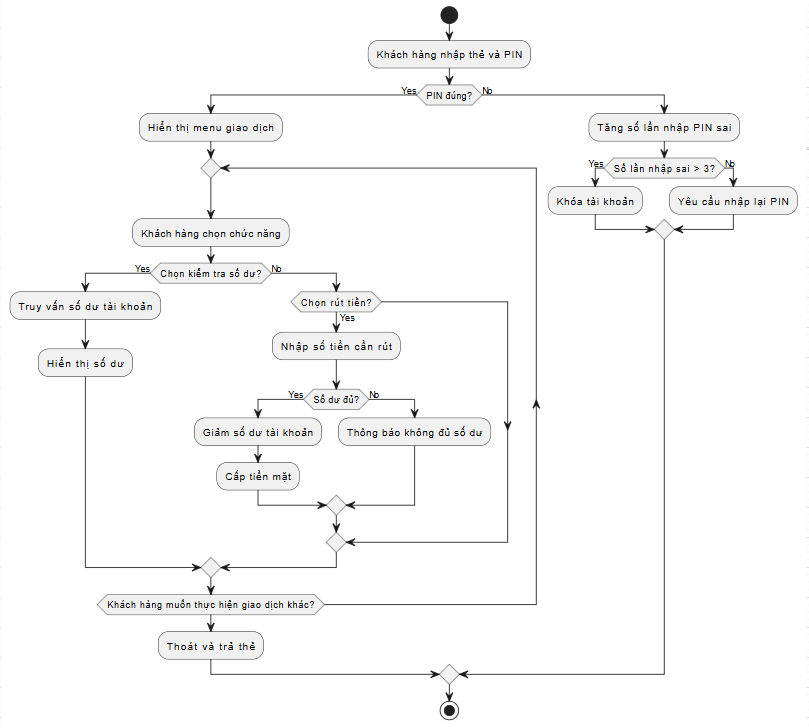 Khách hàng nhập thẻ và PIN
Yes
PIN đúng?
No
Hiển thị menu giao dịch
Tăng số lần nhập PIN sai
Yes
Số lần nhập sai > 3?
No
Khóa tài khoản
Yêu cầu nhập lại PIN
Khách hàng chọn chức năng
Yes
Chọn kiểm tra số dư?
No
Truy vấn số dư tài khoản
Chọn rút tiền?
Yes
Nhập số tiền cần rút
Hiển thị số dư
Yes
Số dư đủ?
No
Giảm số dư tài khoản
Thông báo không đủ số dư
Cấp tiền mặt
Khách hàng muốn thực hiện giao dịch khác?
Thoát và trả thẻ